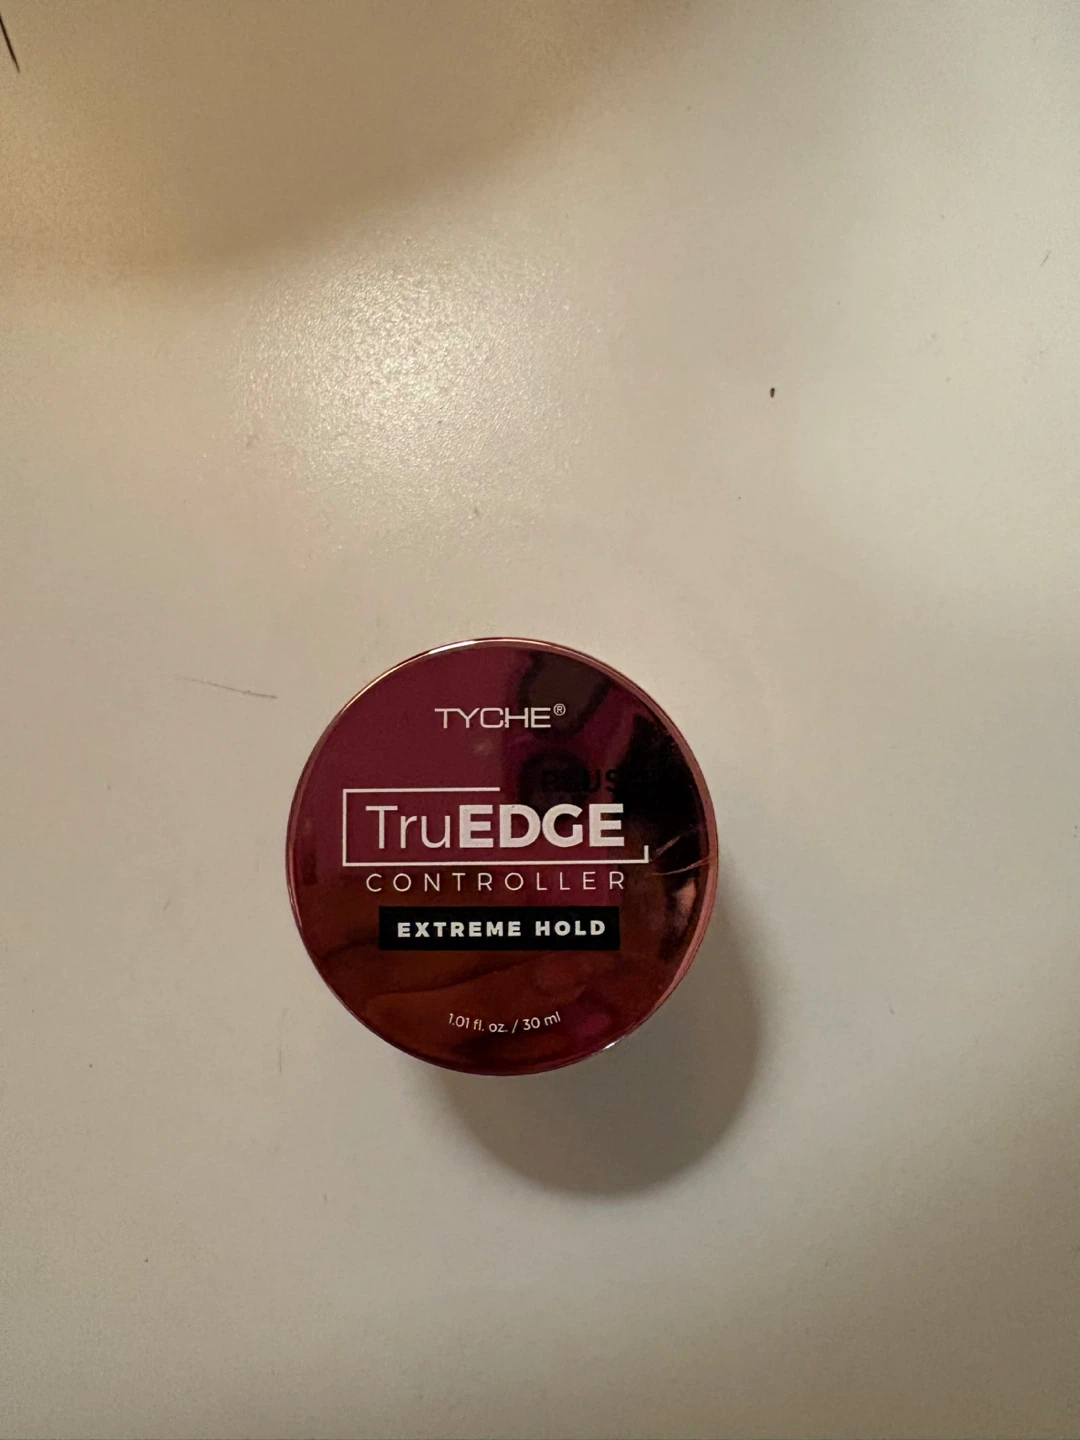 TYCHE®
TruEDGE
CONTROLLER
EXTREME HOLD
1.01 fl. oz. / 30 ml